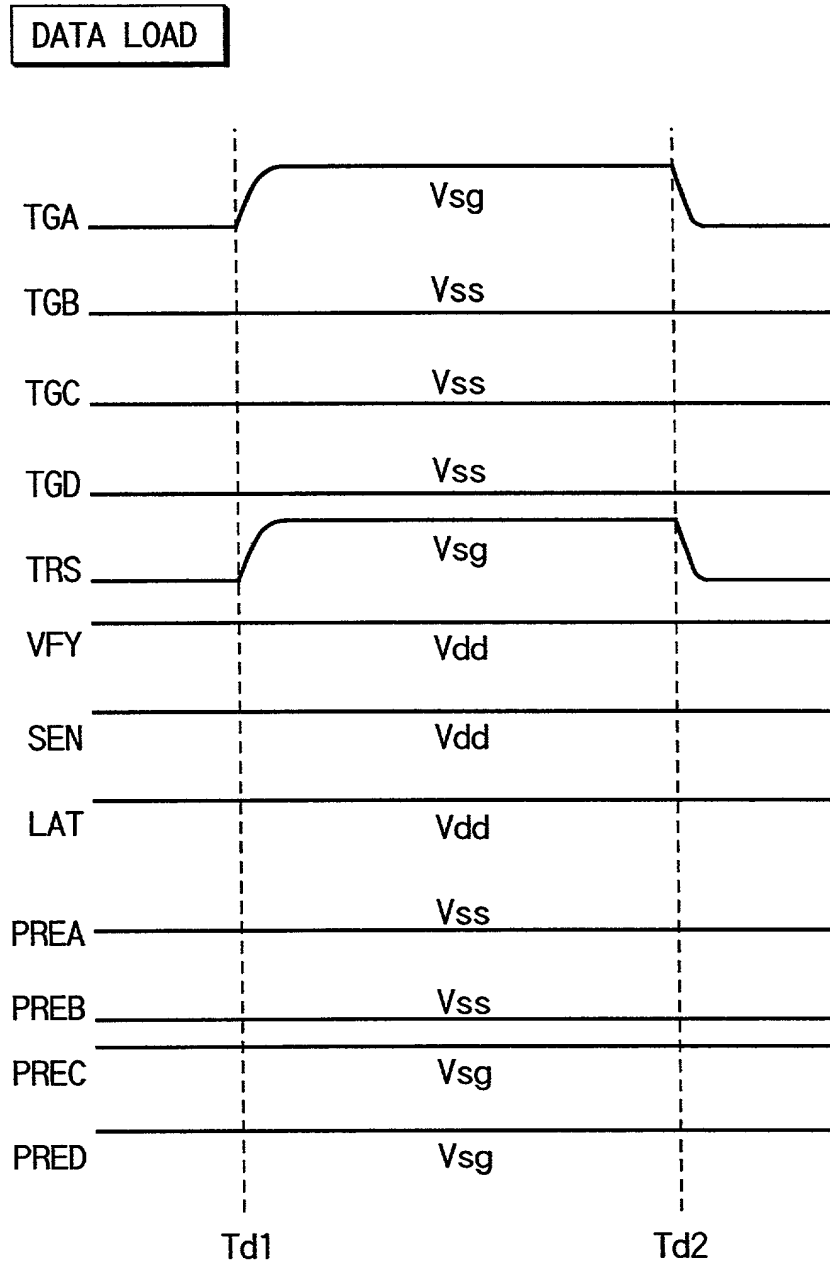 DATA LOAD
TGA Vsg
TGB Vss
TGC Vss
TGD Vss
TRS Vsg
VFY Vdd
SEN Vdd
LAT Vdd
PREA Vss
PREB Vss
PREC Vsg
PRED Vsg
Td1 Td2